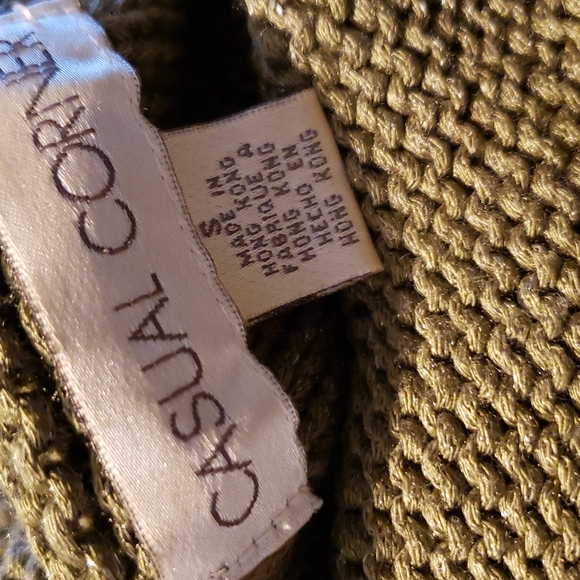 CASUAL CORNER
S
MADE IN
HONG KONG
FABRIQUE A
HONG KONG
HECHO EN
HONG KONG